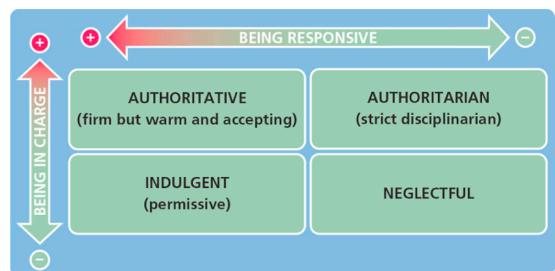 BEING RESPONSIVE
BEING IN CHARGE
AUTHORITATIVE
(firm but warm and accepting)
AUTHORITARIAN
(strict disciplinarian)
INDULGENT
(permissive)
NEGLECTFUL